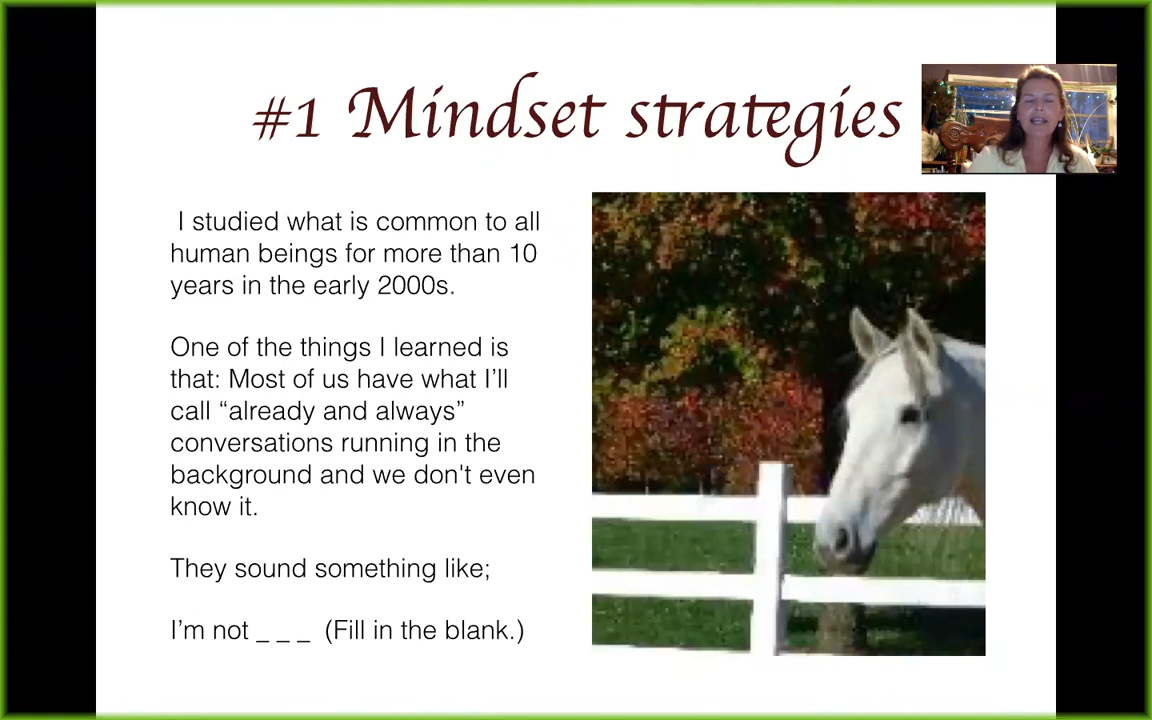 #1 Mindset strategies
I studied what is common to all
human beings for more than 10
years in the early 2000s.
One of the things I learned is
that: Most of us have what I’ll
call “already and always”
conversations running in the
background and we don't even
know it.
They sound something like;
I’m not _ _ _ (Fill in the blank.)